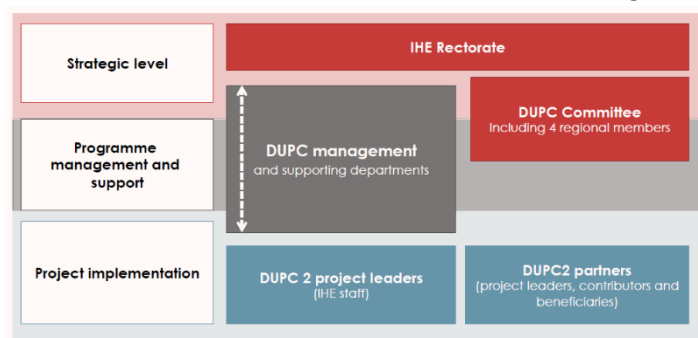 Strategic level
IHE Rectorate
DUPC Committee
Including 4 regional members
Programme
management and
support
DUPC management
and supporting departments
Project implementation
DUPC 2 project leaders
(IHE staff)
DUPC2 partners
(project leaders, contributors and
beneficiaries)